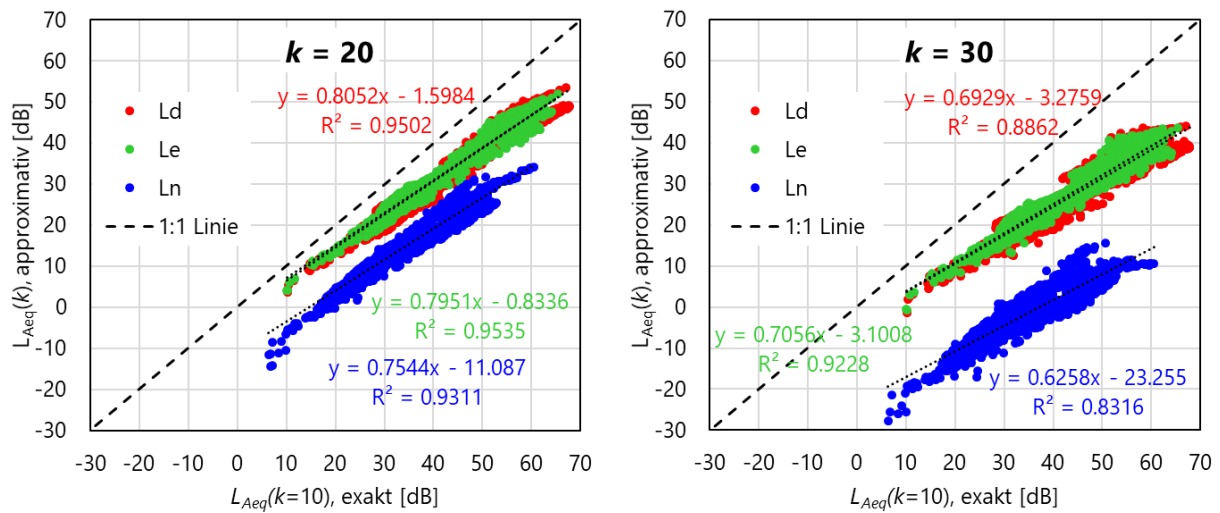 k = 20
70
60
50
40
30
20
10
0
-10
-20
-30
L_Aeq(k), approximativ [dB]
Ld
Le
Ln
1:1 Linie
y = 0.8052x - 1.5984
R² = 0.9502
y = 0.7951x - 0.8336
R² = 0.9535
y = 0.7544x - 11.087
R² = 0.9311
-30 -20 -10 0 10 20 30 40 50 60 70
L_Aeq(k=10), exakt [dB]
k = 30
70
60
50
40
30
20
10
0
-10
-20
-30
L_Aeq(k), approximativ [dB]
Ld
Le
Ln
1:1 Linie
y = 0.6929x - 3.2759
R² = 0.8862
y = 0.7056x - 3.1008
R² = 0.9228
y = 0.6258x - 23.255
R² = 0.8316
-30 -20 -10 0 10 20 30 40 50 60 70
L_Aeq(k=10), exakt [dB]